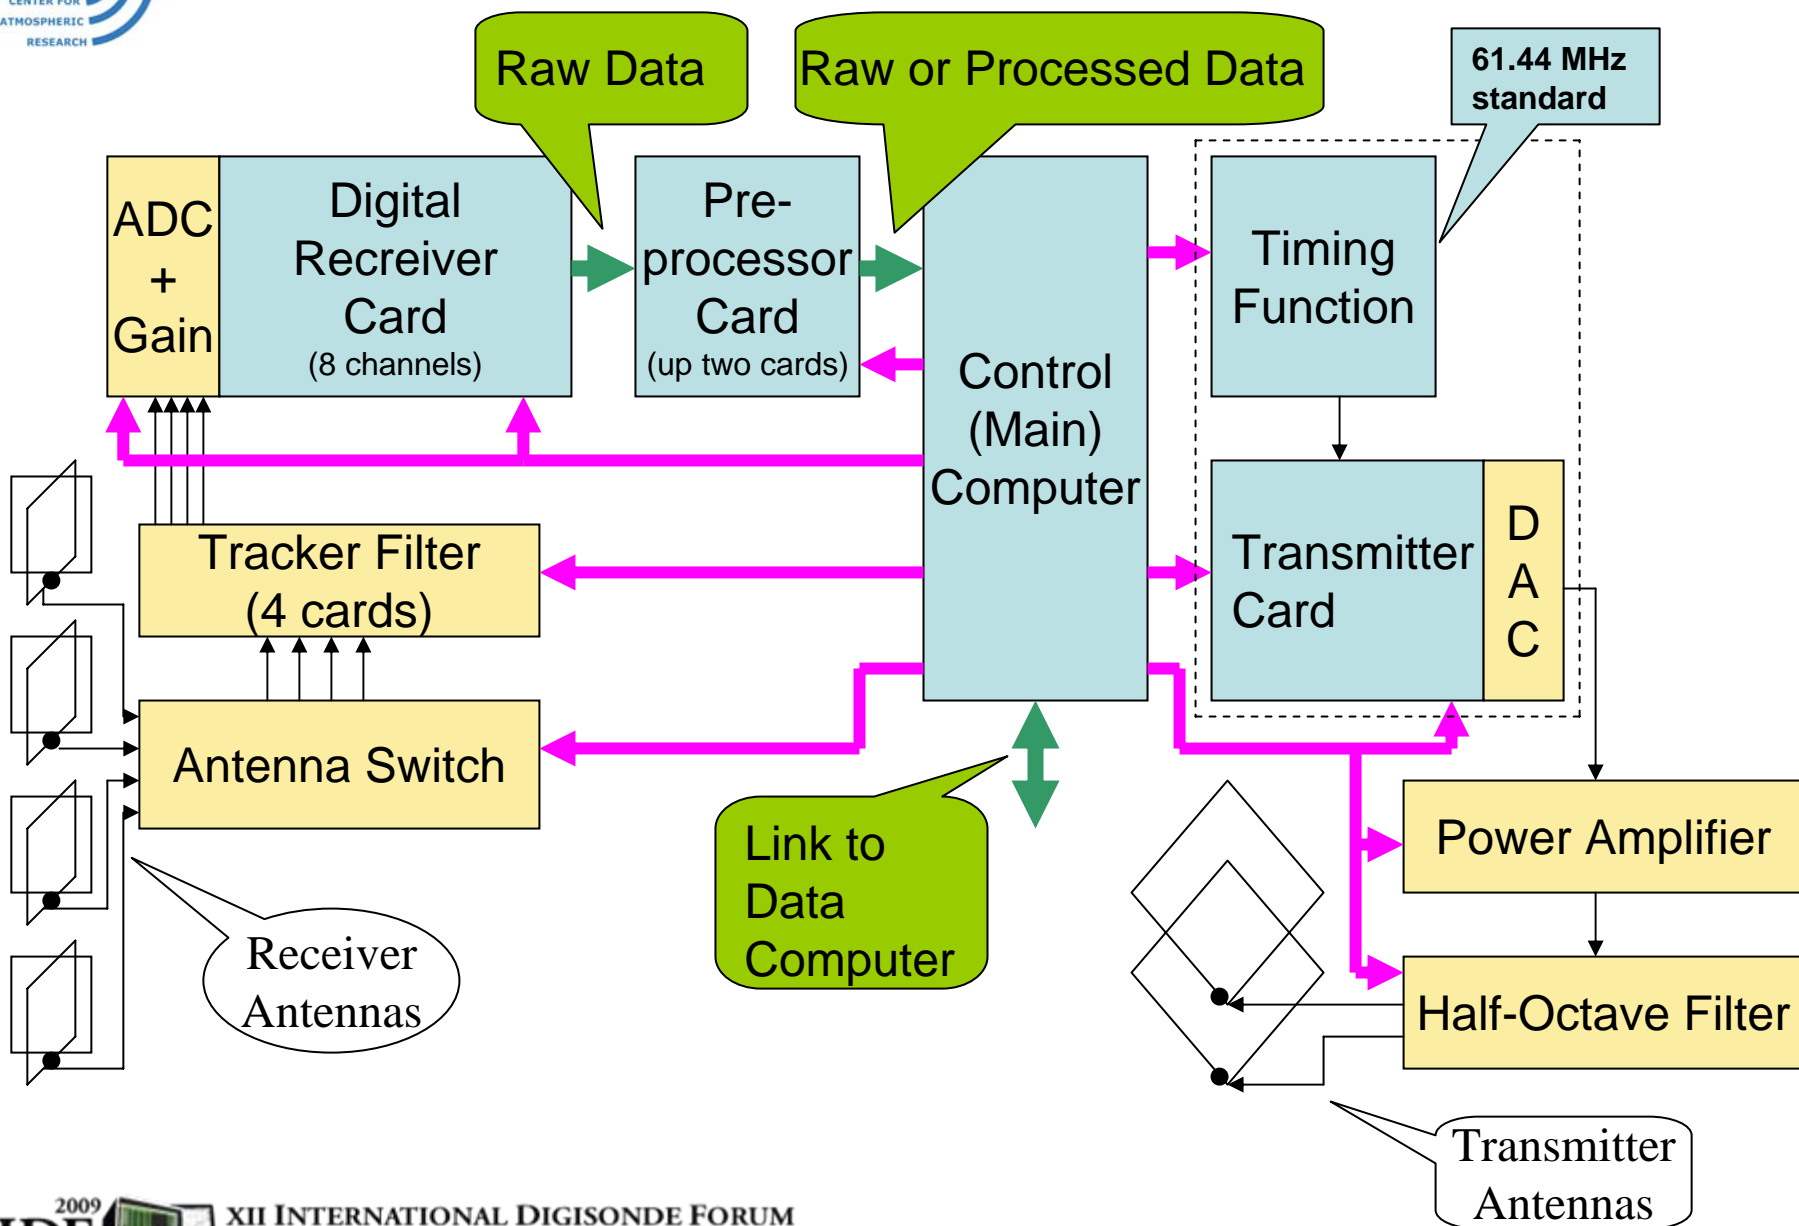 CENTER FOR
ATMOSPHERIC
RESEARCH
Raw Data
Raw or Processed Data
61.44 MHz
standard
ADC
+
Gain
Digital
Recreiver
Card
(8 channels)
Pre-
processor
Card
(up two cards)
Control
(Main)
Computer
Timing
Function
Transmitter
Card
D
A
C
Tracker Filter
(4 cards)
Antenna Switch
Link to
Data
Computer
Power Amplifier
Half-Octave Filter
Receiver
Antennas
Transmitter
Antennas
2009
XII INTERNATIONAL DIGISONDE FORUM